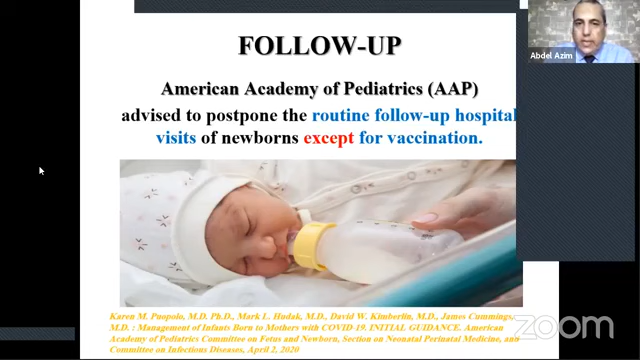 FOLLOW-UP
Abdel Azim
American Academy of Pediatrics (AAP)
advised to postpone the routine follow-up hospital
visits of newborns except for vaccination.
Karen M. Puopolo, M.D. Ph.D., Mark L. Hudak, M.D., David W. Kimberlin, M.D., James Cummings,
M.D. : Management of Infants Born to Mothers with COVID-19. INITIAL GUIDANCE. American
Academy of Pediatrics Committee on Fetus and Newborn, Section on Neonatal Perinatal Medicine, and
Committee on Infectious Diseases, April 2, 2020
zoom